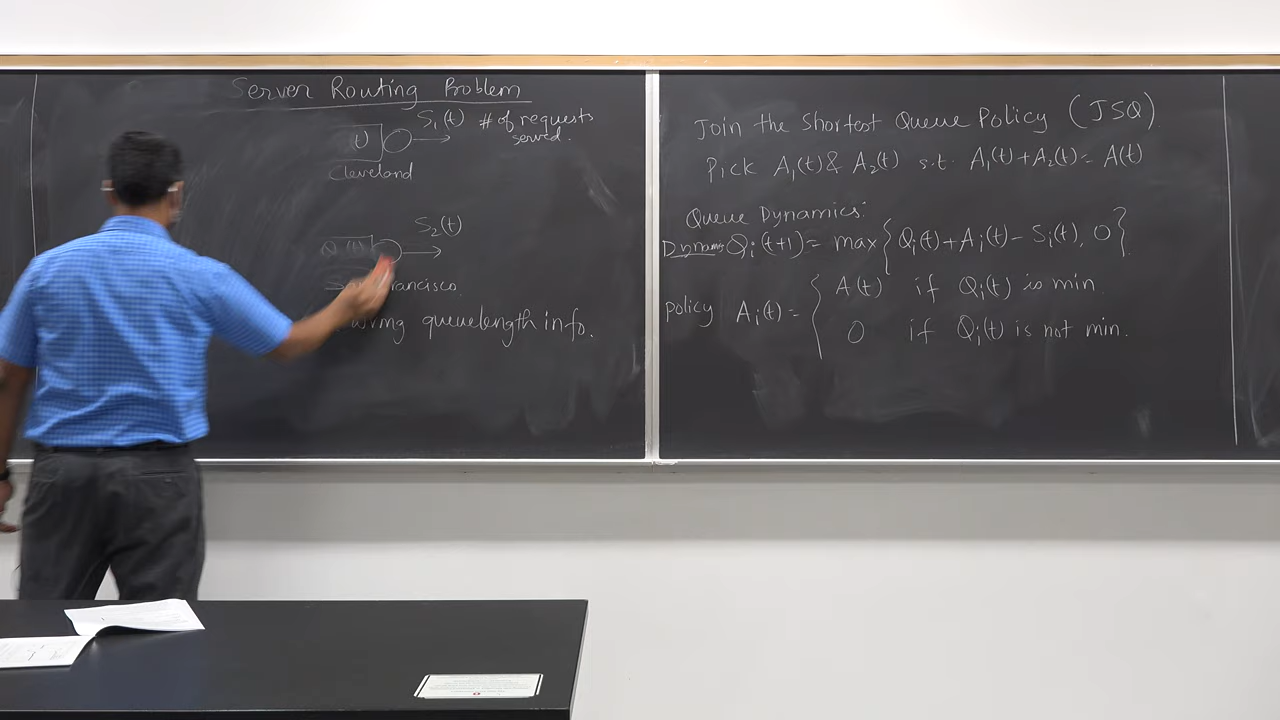 Server Routing Problem
S₁(t) # of requests
served.
Cleveland
S₂(t)
Q (t)
Francisco
queuelength info.
Join the Shortest Queue Policy (JSQ)
Pick A₁(t) & A₂(t) s.t. A₁(t)+A₂(t)=A(t)
Queue Dynamics:
Qᵢ(t+1) = max{Qᵢ(t)+Aᵢ(t)-Sᵢ(t), 0}.
Policy Aᵢ(t) = { A(t) if Qᵢ(t) is min
0 if Qᵢ(t) is not min.